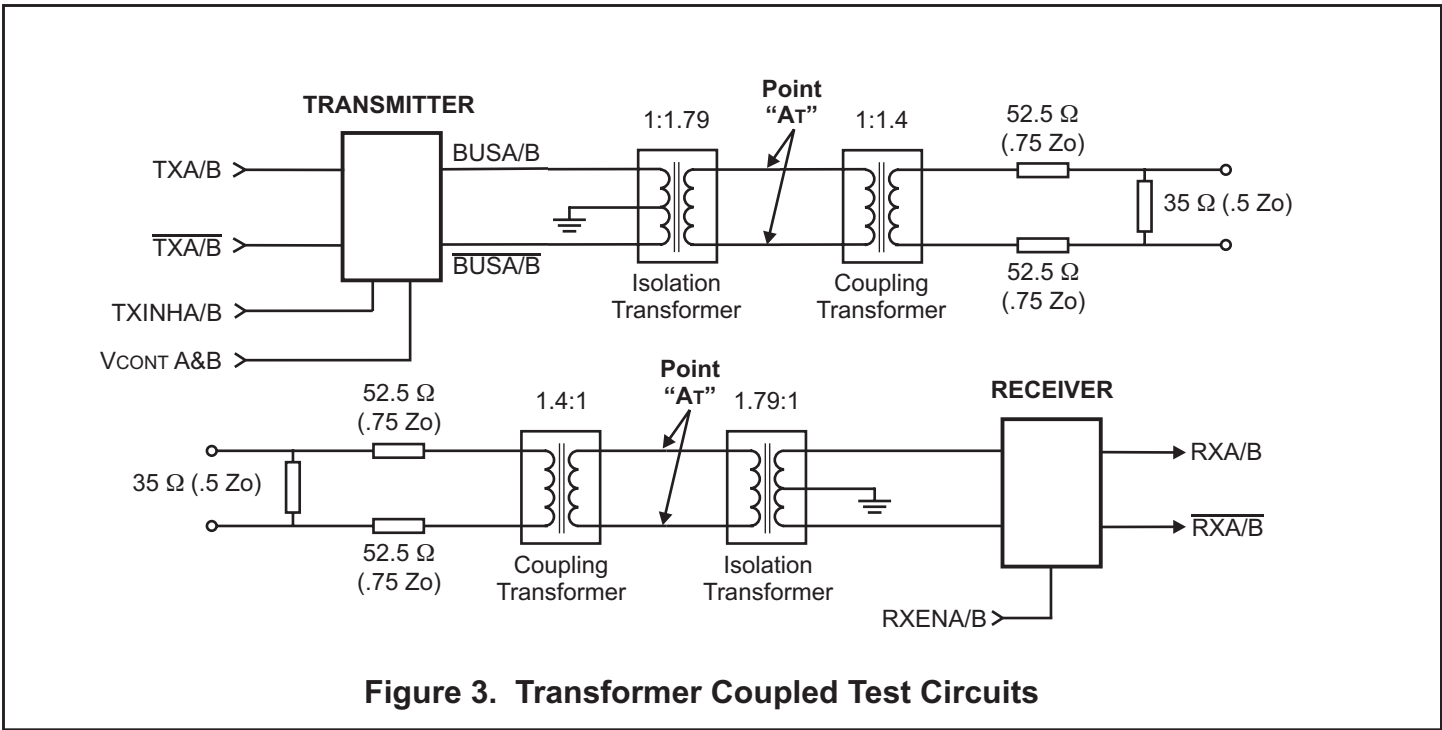 TRANSMITTER
Point
“AT”
1:1.79
1:1.4
52.5 Ω
(.75 Zo)
TXA/B
BUSA/B
35 Ω (.5 Zo)
TXA/B
BUSA/B
52.5 Ω
(.75 Zo)
Isolation
Transformer
Coupling
Transformer
TXINHA/B
VCONT A&B
Point
“AT”
52.5 Ω
(.75 Zo)
1.4:1
1.79:1
RECEIVER
RXA/B
35 Ω (.5 Zo)
RXA/B
52.5 Ω
(.75 Zo)
Coupling
Transformer
Isolation
Transformer
RXENA/B
Figure 3. Transformer Coupled Test Circuits